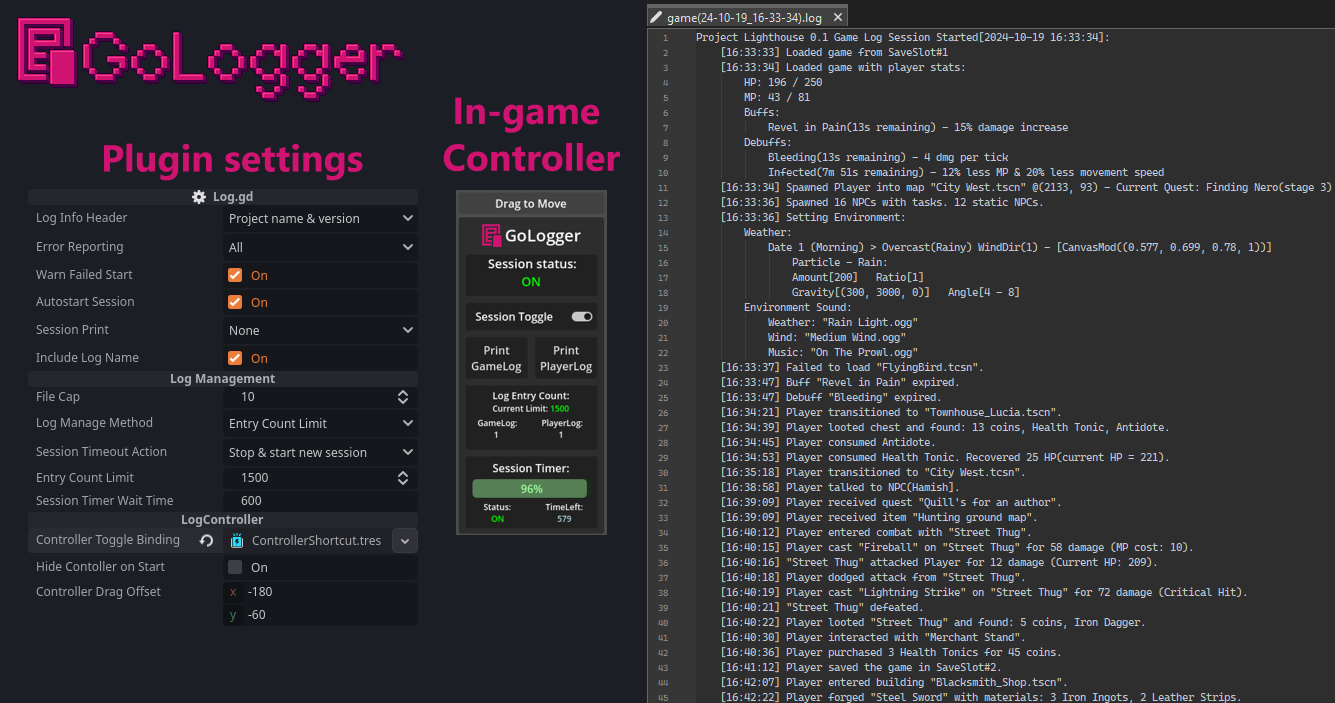 GoLogger
Plugin settings
Log.gd
Log Info Header Project name & version
Error Reporting All
Warn Failed Start On
Autostart Session On
Session Print None
Include Log Name On
Log Management
File Cap 10
Log Manage Method Entry Count Limit
Session Timeout Action Stop & start new session
Entry Count Limit 1500
Session Timer Wait Time 600
LogController
Controller Toggle Binding ControllerShortcut.tres
Hide Contoller on Start On
Controller Drag Offset x -180
y -60
In-game
Controller
Drag to Move
GoLogger
Session status:
ON
Session Toggle
Print Print
GameLog PlayerLog
Log Entry Count:
Current Limit: 1500
GameLog: PlayerLog:
1 1
Session Timer:
96%
Status: TimeLeft:
ON 579
game(24-10-19_16-33-34).log
1 Project Lighthouse 0.1 Game Log Session Started[2024-10-19 16:33:34]:
2 [16:33:33] Loaded game from SaveSlot#1
3 [16:33:34] Loaded game with player stats:
4 HP: 196 / 250
5 MP: 43 / 81
6 Buffs:
7 Revel in Pain(13s remaining) - 15% damage increase
8 Debuffs:
9 Bleeding(13s remaining) - 4 dmg per tick
10 Infected(7m 51s remaining) - 12% less MP & 20% less movement speed
11 [16:33:34] Spawned Player into map "City West.tscn" @(2133, 93) - Current Quest: Finding Nero(stage 3)
12 [16:33:36] Spawned 16 NPCs with tasks. 12 static NPCs.
13 [16:33:36] Setting Environment:
14 Weather:
15 Date 1 (Morning) > Overcast(Rainy) WindDir(1) - [CanvasMod((0.577, 0.699, 0.78, 1))]
16 Particle - Rain:
17 Amount[200] Ratio[1]
18 Gravity[(300, 3000, 0)] Angle[4 - 8]
19 Environment Sound:
20 Weather: "Rain Light.ogg"
21 Wind: "Medium Wind.ogg"
22 Music: "On The Prowl.ogg"
23 [16:33:37] Failed to load "FlyingBird.tcsn".
24 [16:33:47] Buff "Revel in Pain" expired.
25 [16:33:47] Debuff "Bleeding" expired.
26 [16:34:21] Player transitioned to "Townhouse_Lucia.tscn".
27 [16:34:39] Player looted chest and found: 13 coins, Health Tonic, Antidote.
28 [16:34:45] Player consumed Antidote.
29 [16:34:53] Player consumed Health Tonic. Recovered 25 HP(current HP = 221).
30 [16:35:18] Player transitioned to "City West.tcsn".
31 [16:38:58] Player talked to NPC[Hamish].
32 [16:39:09] Player received quest "Quill's for an author".
33 [16:39:09] Player received item "Hunting ground map".
34 [16:40:12] Player entered combat with "Street Thug".
35 [16:40:15] Player cast "Fireball" on "Street Thug" for 58 damage (MP cost: 10).
36 [16:40:16] "Street Thug" attacked Player for 12 damage (Current HP: 209).
37 [16:40:18] Player dodged attack from "Street Thug".
38 [16:40:19] Player cast "Lightning Strike" on "Street Thug" for 72 damage (Critical Hit).
39 [16:40:21] "Street Thug" defeated.
40 [16:40:22] Player looted "Street Thug" and found: 5 coins, Iron Dagger.
41 [16:40:30] Player interacted with "Merchant Stand".
42 [16:40:36] Player purchased 3 Health Tonics for 45 coins.
43 [16:41:12] Player saved the game in SaveSlot#2.
44 [16:42:07] Player entered building "Blacksmith_Shop.tscn".
45 [16:42:22] Player forged "Steel Sword" with materials: 3 Iron Ingots, 2 Leather Strips.